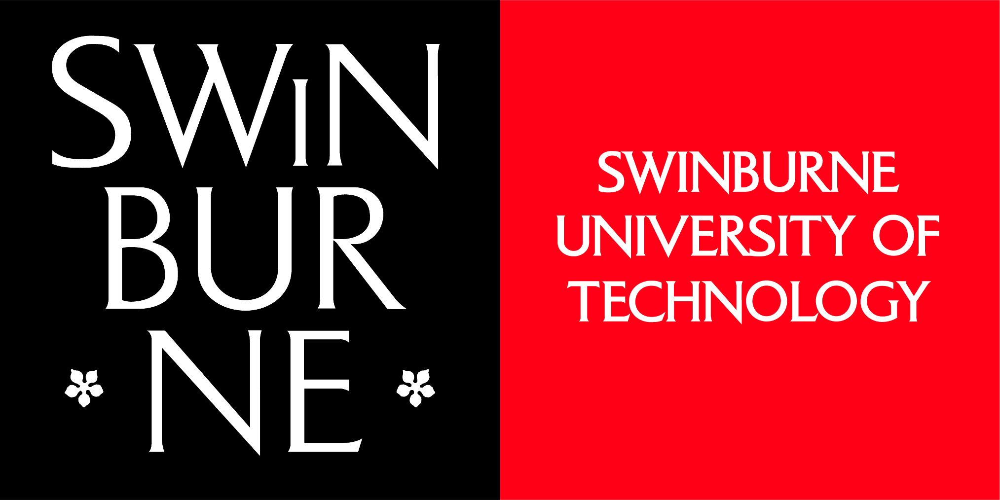 SWiN
BUR
NE
SWINBURNE
UNIVERSITY OF
TECHNOLOGY